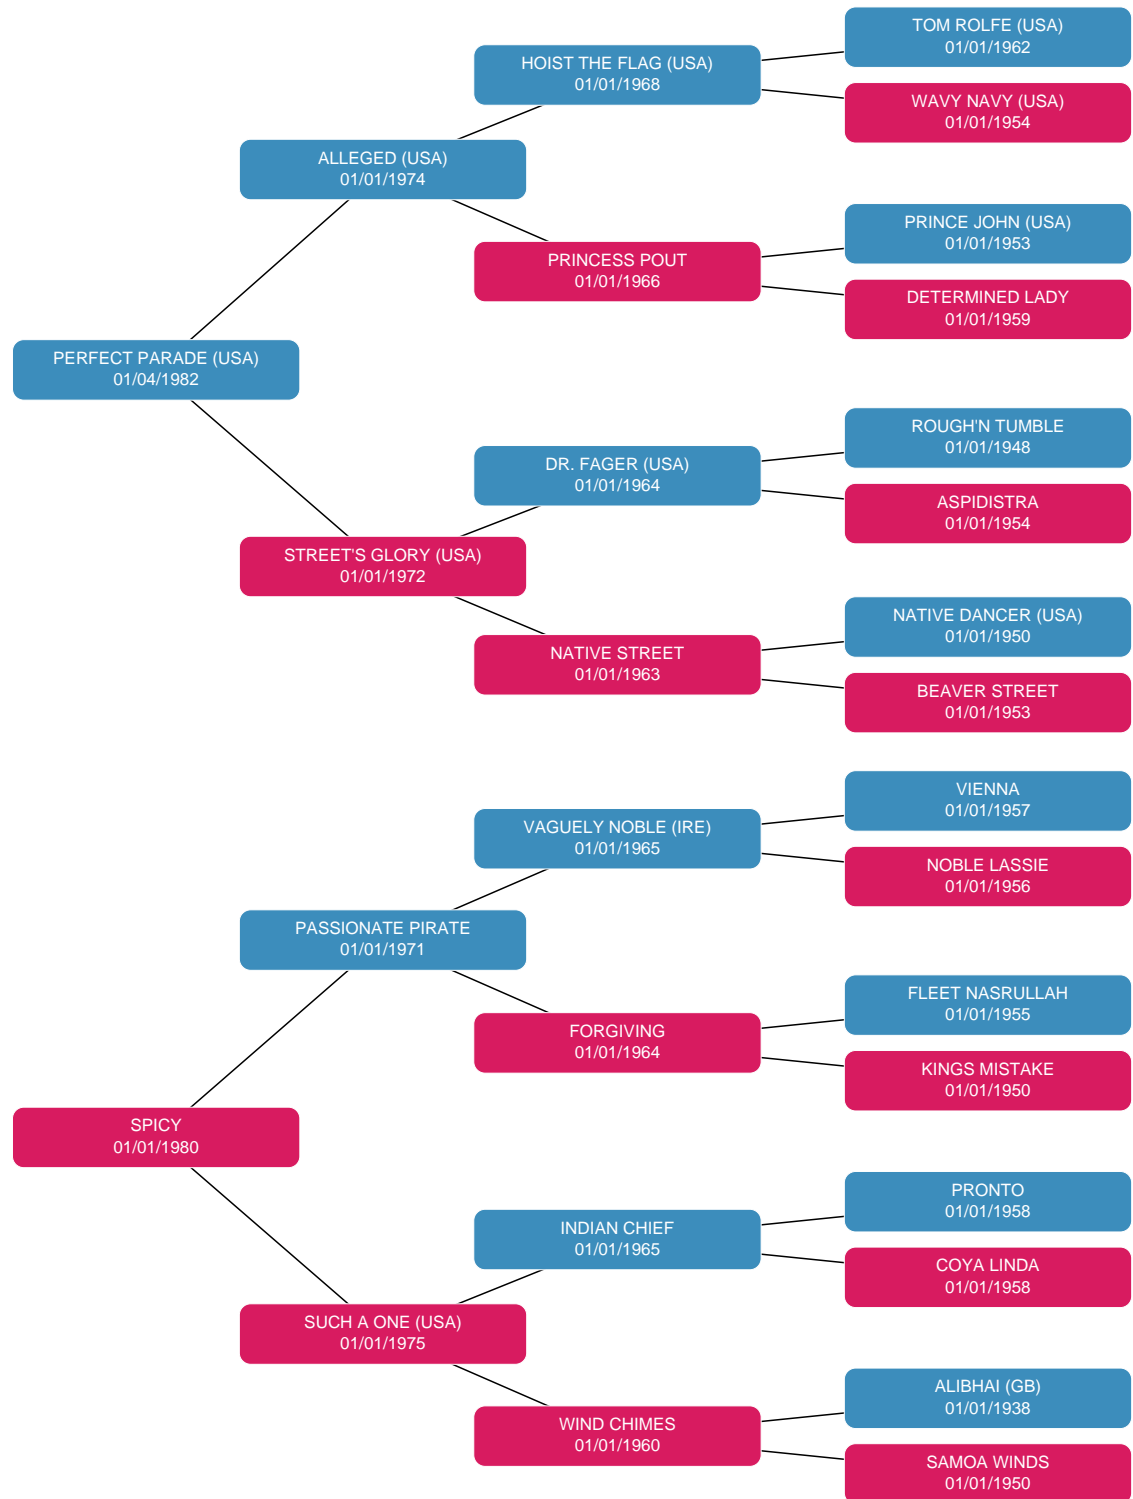 TOM ROLFE (USA)
01/01/1962
HOIST THE FLAG (USA)
01/01/1968
WAVY NAVY (USA)
01/01/1954
ALLEGED (USA)
01/01/1974
PRINCE JOHN (USA)
01/01/1953
PRINCESS POUT
01/01/1966
DETERMINED LADY
01/01/1959
PERFECT PARADE (USA)
01/04/1982
ROUGH'N TUMBLE
01/01/1948
DR. FAGER (USA)
01/01/1964
ASPIDISTRA
01/01/1954
STREET'S GLORY (USA)
01/01/1972
NATIVE DANCER (USA)
01/01/1950
NATIVE STREET
01/01/1963
BEAVER STREET
01/01/1953
VIENNA
01/01/1957
VAGUELY NOBLE (IRE)
01/01/1965
NOBLE LASSIE
01/01/1956
PASSIONATE PIRATE
01/01/1971
FLEET NASRULLAH
01/01/1955
FORGIVING
01/01/1964
KINGS MISTAKE
01/01/1950
SPICY
01/01/1980
PRONTO
01/01/1958
INDIAN CHIEF
01/01/1965
COYA LINDA
01/01/1958
SUCH A ONE (USA)
01/01/1975
ALIBHAI (GB)
01/01/1938
WIND CHIMES
01/01/1960
SAMOA WINDS
01/01/1950